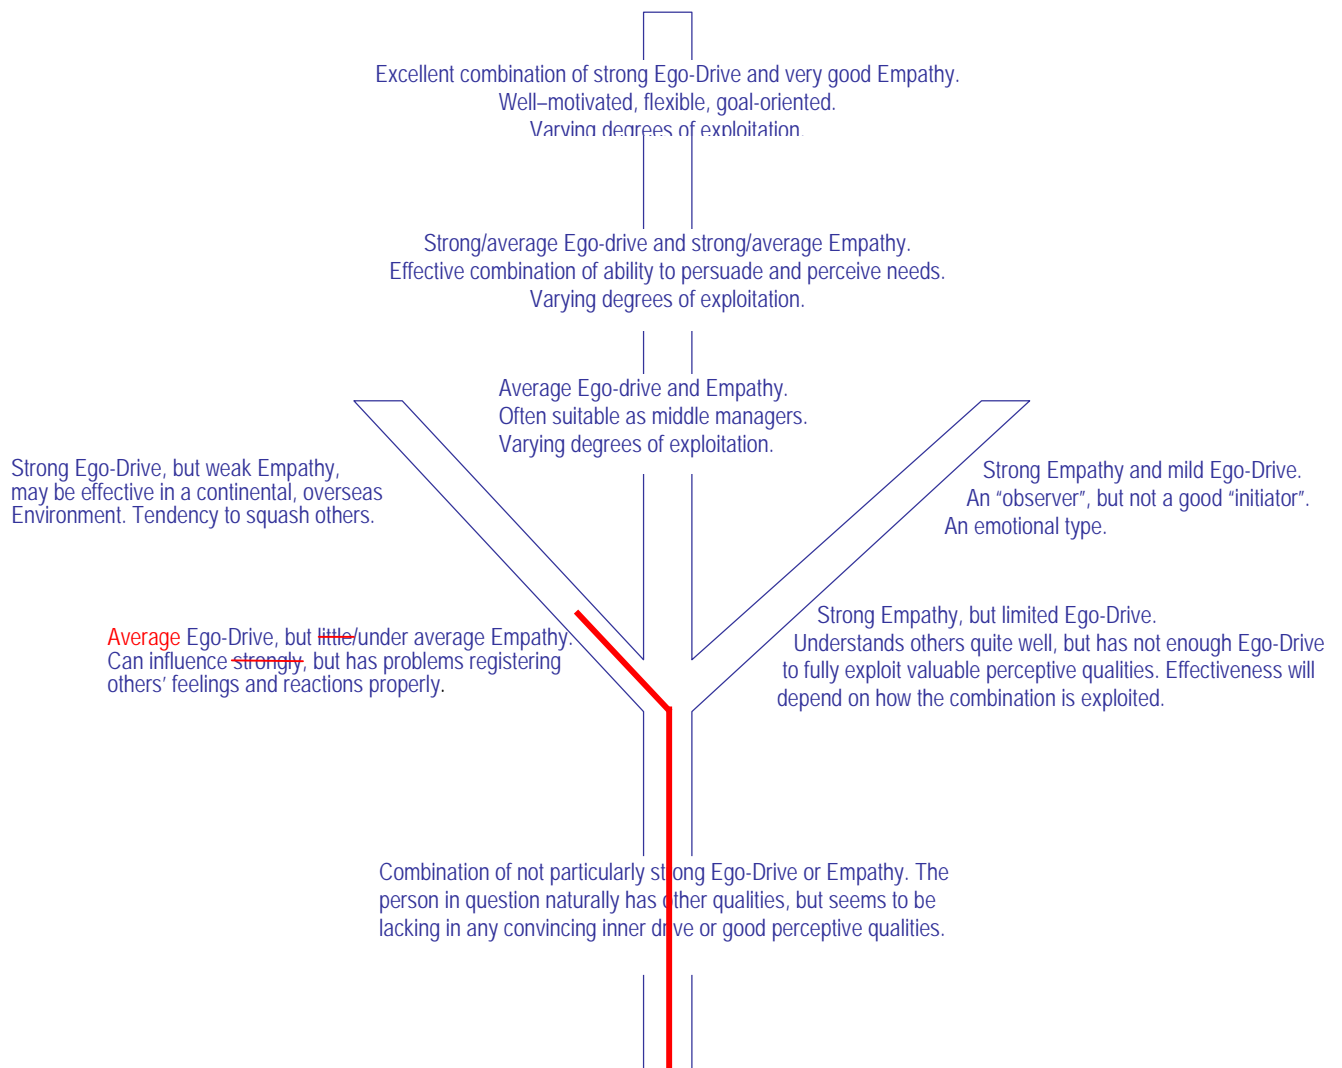 Excellent combination of strong Ego-Drive and very good Empathy.
Well–motivated, flexible, goal-oriented.
Varying degrees of exploitation.
Strong/average Ego-drive and strong/average Empathy.
Effective combination of ability to persuade and perceive needs.
Varying degrees of exploitation.
Average Ego-drive and Empathy.
Often suitable as middle managers.
Varying degrees of exploitation.
Strong Ego-Drive, but weak Empathy,
may be effective in a continental, overseas
Environment. Tendency to squash others.
Strong Empathy and mild Ego-Drive.
An “observer”, but not a good “initiator”.
An emotional type.
Average Ego-Drive, but little/under average Empathy.
Can influence strongly, but has problems registering
others’ feelings and reactions properly.
Strong Empathy, but limited Ego-Drive.
Understands others quite well, but has not enough Ego-Drive
to fully exploit valuable perceptive qualities. Effectiveness will
depend on how the combination is exploited.
Combination of not particularly strong Ego-Drive or Empathy. The
person in question naturally has other qualities, but seems to be
lacking in any convincing inner drive or good perceptive qualities.